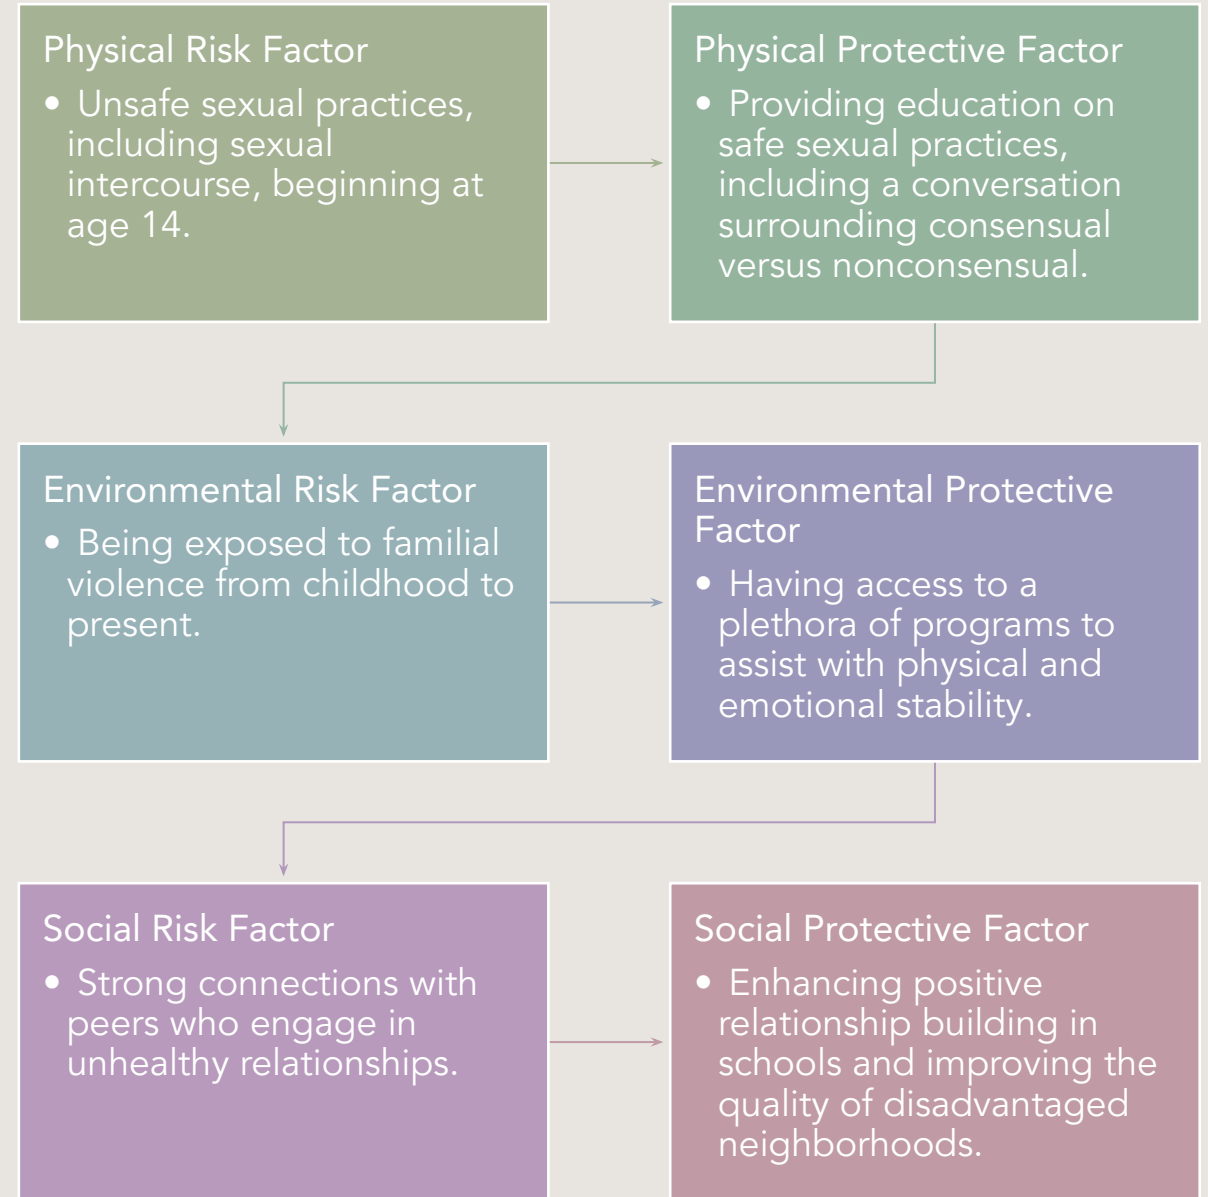 Physical Risk Factor
• Unsafe sexual practices,
including sexual
intercourse, beginning at
age 14.
Physical Protective Factor
• Providing education on
safe sexual practices,
including a conversation
surrounding consensual
versus nonconsensual.
Environmental Risk Factor
• Being exposed to familial
violence from childhood to
present.
Environmental Protective
Factor
• Having access to a
plethora of programs to
assist with physical and
emotional stability.
Social Risk Factor
• Strong connections with
peers who engage in
unhealthy relationships.
Social Protective Factor
• Enhancing positive
relationship building in
schools and improving the
quality of disadvantaged
neighborhoods.